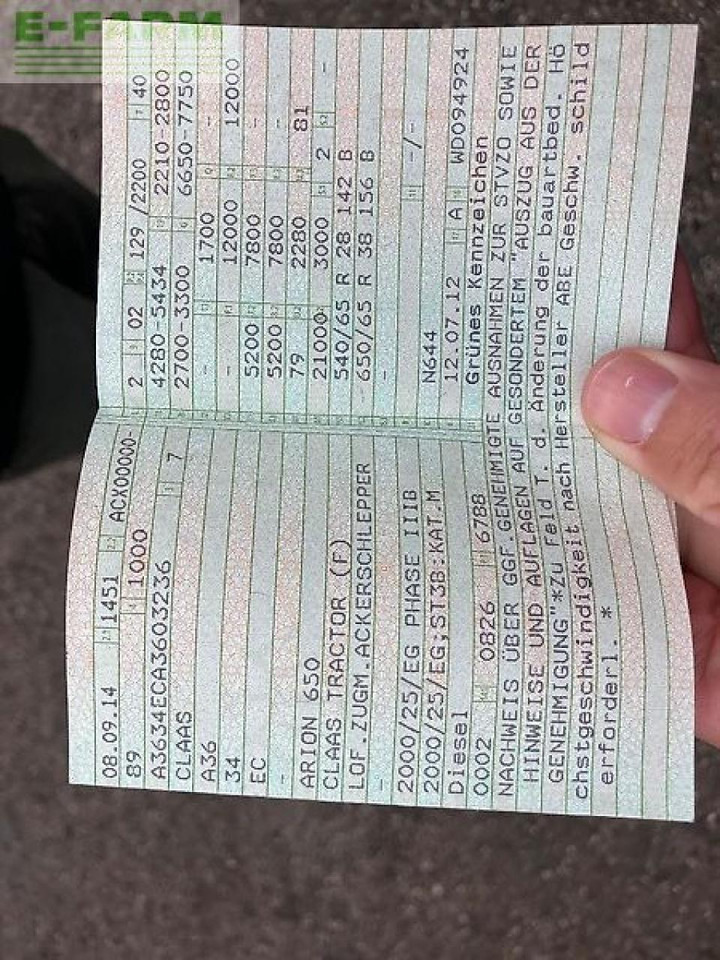 E-FARM
08.09.14 2.1 1451 2.2 ACX00000-
89 4 1000
A3634ECA3603236
CLAAS 7
A36
34
EC
-
ARION 650
CLAAS TRACTOR (F)
LOF.ZUGM.ACKERSCHLEPPER
-
2000/25/EG PHASE IIIB
2000/25/EG;ST3B:KAT.M
Diesel
0002 0826 6788
2 02 129 /2200 40
4280-5434 2210-2800
2700-3300 6650-7750
- 1700 -
- 12000 12000
5200 7800 -
5200 7800 -
79 2280 81
21000 3000 2 -
540/65 R 28 142 B
650/65 R 38 156 B
-
-/-
N644
12.07.12 A WD094924
Grünes Kennzeichen
NACHWEIS ÜBER GGF.GENEHMIGTE AUSNAHMEN ZUR STVZO SOWIE
HINWEISE UND AUFLAGEN AUF GESONDERTEM "AUSZUG AUS DER
GENEHMIGUNG"*Zu Feld T. d. Änderung der bauartbed. Hö
chstgeschwindigkeit nach Hersteller ABE Geschw. schild
erforderl. *